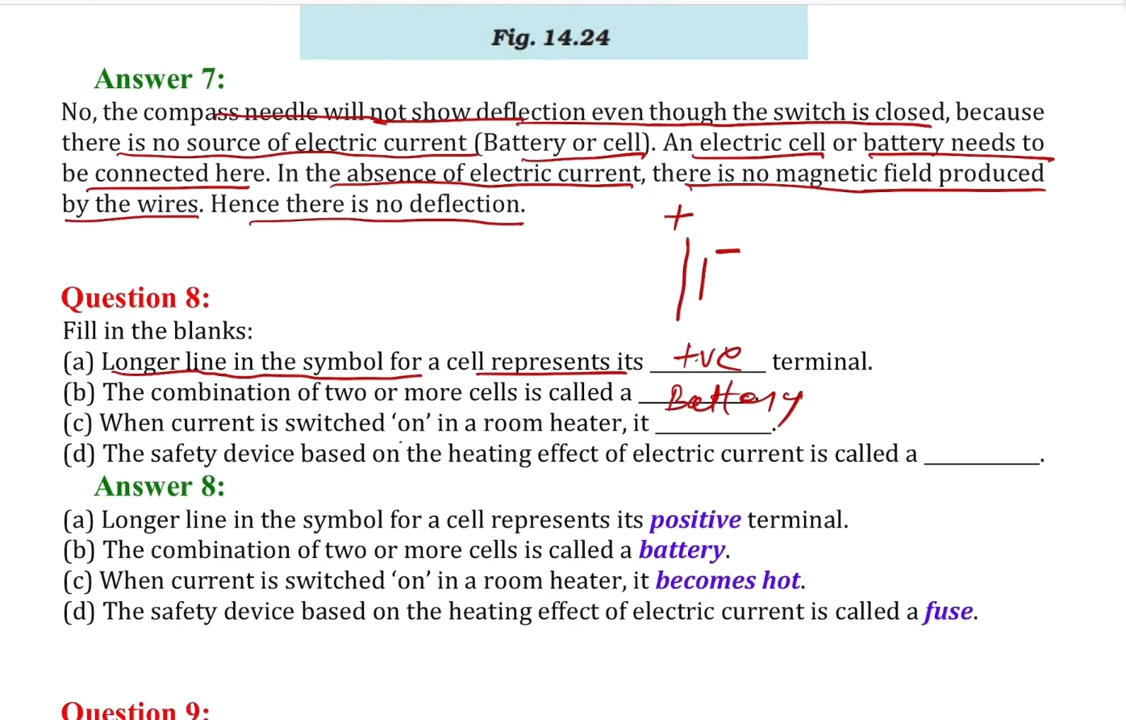 Fig. 14.24
Answer 7:
No, the compass needle will not show deflection even though the switch is closed, because
there is no source of electric current (Battery or cell). An electric cell or battery needs to
be connected here. In the absence of electric current, there is no magnetic field produced
by the wires. Hence there is no deflection.
+
-
Question 8:
Fill in the blanks:
(a) Longer line in the symbol for a cell represents its +ve terminal.
(b) The combination of two or more cells is called a Battery
(c) When current is switched ‘on’ in a room heater, it __________.
(d) The safety device based on the heating effect of electric current is called a __________.
Answer 8:
(a) Longer line in the symbol for a cell represents its positive terminal.
(b) The combination of two or more cells is called a battery.
(c) When current is switched ‘on’ in a room heater, it becomes hot.
(d) The safety device based on the heating effect of electric current is called a fuse.
Question 9: